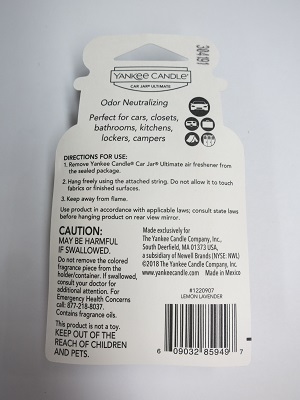 34191
YANKEE CANDLE®
CAR JAR® ULTIMATE
Odor Neutralizing
Perfect for cars, closets,
bathrooms, kitchens,
lockers, campers
DIRECTIONS FOR USE:
1. Remove Yankee Candle® Car Jar® Ultimate air freshener from
the sealed package.
2. Hang freely using the attached string. Do not allow it to touch
fabrics or finished surfaces.
3. Keep away from flame.
Use product in accordance with applicable laws; consult state laws
before hanging product on rear view mirror.
CAUTION:
MAY BE HARMFUL
IF SWALLOWED.
Do not remove the colored
fragrance piece from the
holder/container. If swallowed,
consult your doctor for
additional attention. For
Emergency Health Concerns
call: 877-218-8037.
Contains fragrance oils.
This product is not a toy.
KEEP OUT OF THE
REACH OF CHILDREN
AND PETS.
Made exclusively for
The Yankee Candle Company, Inc.,
South Deerfield, MA 01373 USA,
a subsidiary of Newell Brands (NYSE: NWL)
©2018 The Yankee Candle Company, Inc.
www.yankeecandle.com Made in Mexico
#1220907
LEMON LAVENDER
6 09032 85949 7